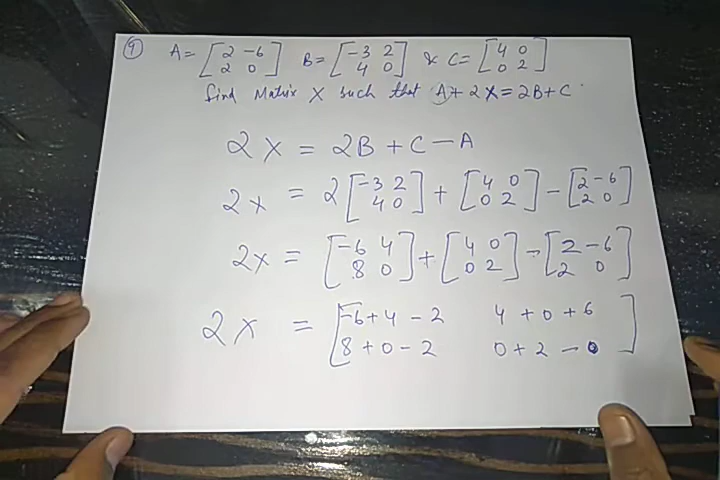 9 A = [2 -6 B = [-3 2 & C = [4 0
2 0] 4 0] 0 2]
find Matrix X such that A + 2X = 2B + C
2X = 2B + C - A
2x = 2[-3 2 + [4 0 - [2 -6
4 0] 0 2] 2 0]
2x = [-6 4 + [4 0 - [2 -6
8 0] 0 2] 2 0]
2X = [-6+4-2 4+0+6
8+0-2 0+2-0]